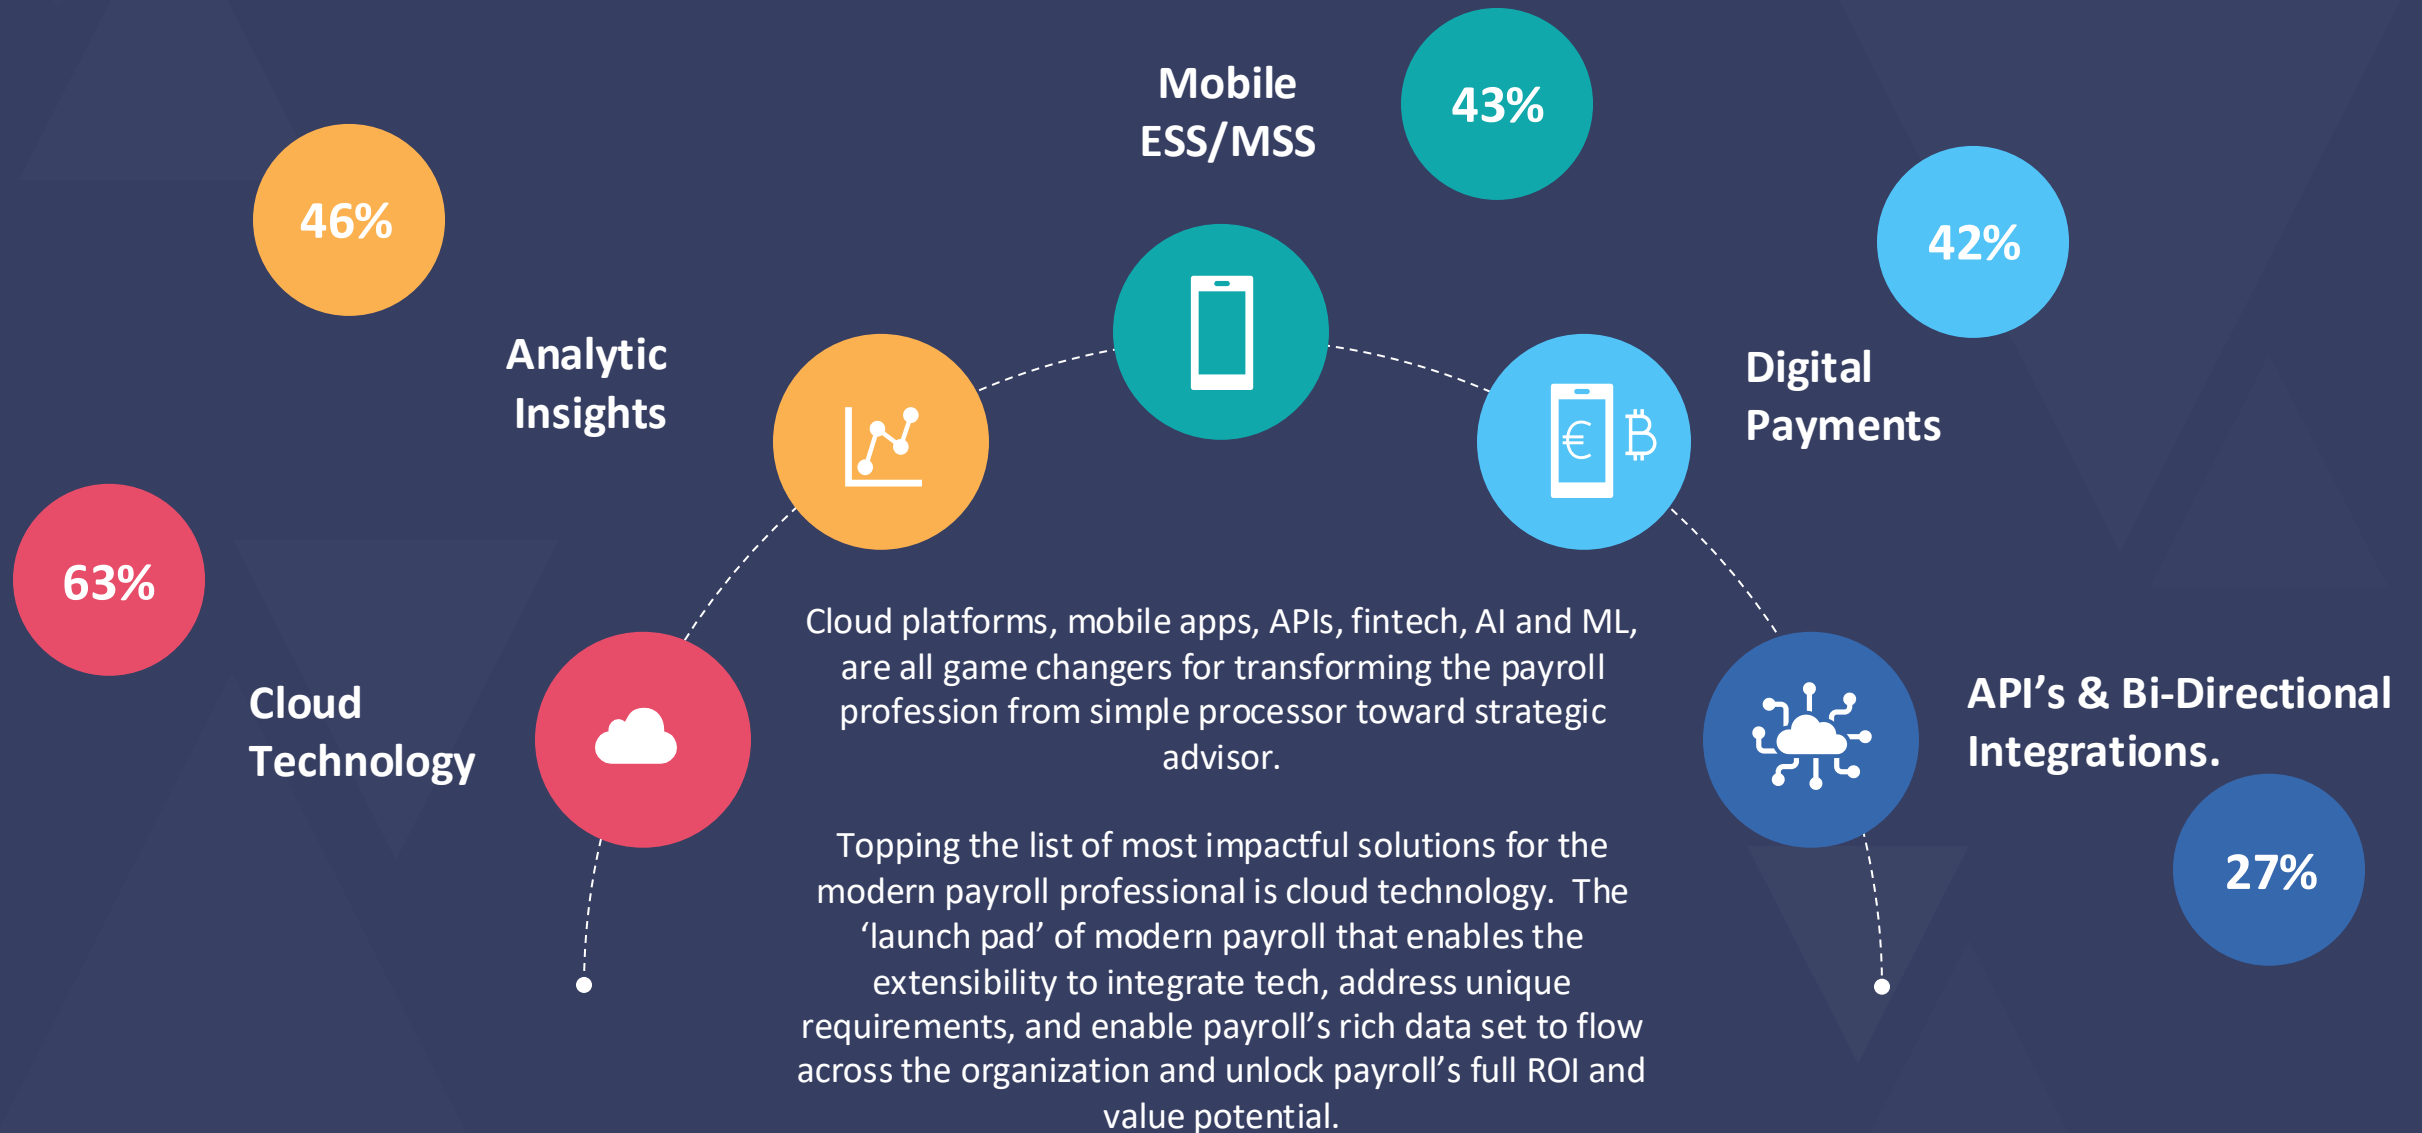 63%
Cloud
Technology
46%
Analytic
Insights
Mobile
ESS/MSS
43%
€
42%
Digital
Payments
API’s & Bi-Directional
Integrations.
27%
Cloud platforms, mobile apps, APIs, fintech, AI and ML,
are all game changers for transforming the payroll
profession from simple processor toward strategic
advisor.
Topping the list of most impactful solutions for the
modern payroll professional is cloud technology.  The
‘launch pad’ of modern payroll that enables the
extensibility to integrate tech, address unique
requirements, and enable payroll’s rich data set to flow
across the organization and unlock payroll’s full ROI and
value potential.